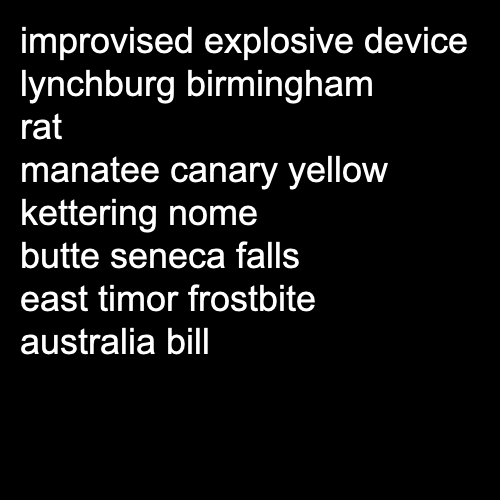 improvised explosive device
lynchburg birmingham
rat
manatee canary yellow
kettering nome
butte seneca falls
east timor frostbite
australia bill